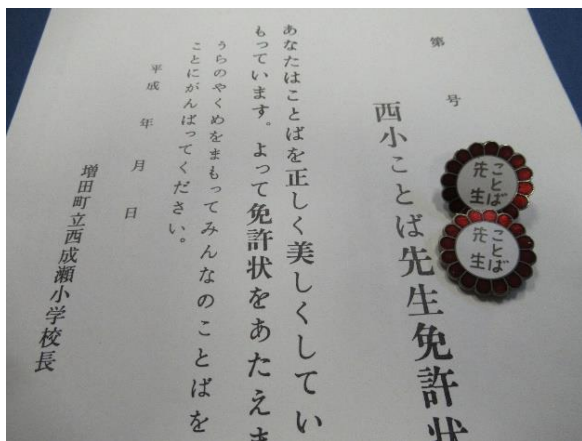 第　　号
西小ことば先生免許状
あなたはことばを正しく美しくしてい
もっています。よって免許状をあたえま
うらのやくめをまもってみんなのことばを
ことにがんばってください。
平成　年　月　日
増田町立西成瀬小学校長
ことば
先生
ことば
先生